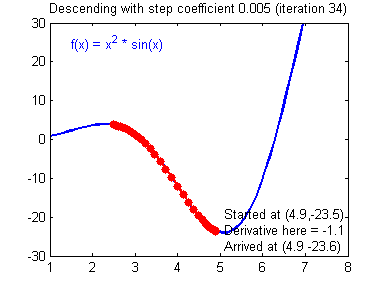 Descending with step coefficient 0.005 (iteration 34)
30
f(x) = x² * sin(x)
20
10
0
-10
-20
Started at (4.9,-23.5)
Derivative here = -1.1
Arrived at (4.9 -23.6)
-30
1 2 3 4 5 6 7 8